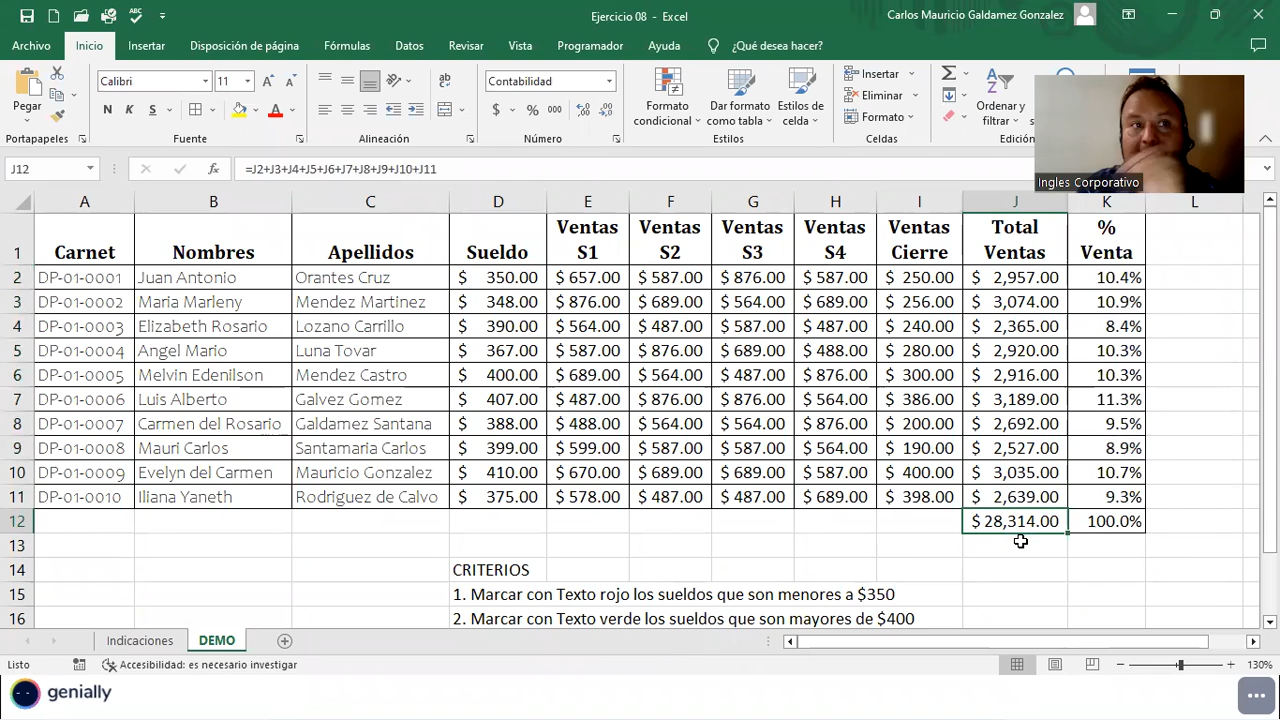 Ejercicio 08 - Excel
Carlos Mauricio Galdamez Gonzalez
Archivo Inicio Insertar Disposición de página Fórmulas Datos Revisar Vista Programador Ayuda ¿Qué desea hacer?
Pegar
Calibri 11
N K S
Contabilidad
$ % 000
Formato condicional
Dar formato como tabla
Estilos de celda
Insertar
Eliminar
Formato
Ordenar y filtrar
Portapapeles Fuente Alineación Número Estilos Celdas Edición
Ingles Corporativo
J12 fx =J2+J3+J4+J5+J6+J7+J8+J9+J10+J11
A B C D E F G H I J K L
1 Carnet Nombres Apellidos Sueldo Ventas S1 Ventas S2 Ventas S3 Ventas S4 Ventas Cierre Total Ventas % Venta
2 DP-01-0001 Juan Antonio Orantes Cruz $ 350.00 $ 657.00 $ 587.00 $ 876.00 $ 587.00 $ 250.00 $ 2,957.00 10.4%
3 DP-01-0002 Maria Marleny Mendez Martinez $ 348.00 $ 876.00 $ 689.00 $ 564.00 $ 689.00 $ 256.00 $ 3,074.00 10.9%
4 DP-01-0003 Elizabeth Rosario Lozano Carrillo $ 390.00 $ 564.00 $ 487.00 $ 587.00 $ 487.00 $ 240.00 $ 2,365.00 8.4%
5 DP-01-0004 Angel Mario Luna Tovar $ 367.00 $ 587.00 $ 876.00 $ 689.00 $ 488.00 $ 280.00 $ 2,920.00 10.3%
6 DP-01-0005 Melvin Edenilson Mendez Castro $ 400.00 $ 689.00 $ 564.00 $ 487.00 $ 876.00 $ 300.00 $ 2,916.00 10.3%
7 DP-01-0006 Luis Alberto Galvez Gomez $ 407.00 $ 487.00 $ 876.00 $ 876.00 $ 564.00 $ 386.00 $ 3,189.00 11.3%
8 DP-01-0007 Carmen del Rosario Galdamez Santana $ 388.00 $ 488.00 $ 564.00 $ 564.00 $ 876.00 $ 200.00 $ 2,692.00 9.5%
9 DP-01-0008 Mauri Carlos Santamaria Carlos $ 399.00 $ 599.00 $ 587.00 $ 587.00 $ 564.00 $ 190.00 $ 2,527.00 8.9%
10 DP-01-0009 Evelyn del Carmen Mauricio Gonzalez $ 410.00 $ 670.00 $ 689.00 $ 689.00 $ 587.00 $ 400.00 $ 3,035.00 10.7%
11 DP-01-0010 Iliana Yaneth Rodriguez de Calvo $ 375.00 $ 578.00 $ 487.00 $ 487.00 $ 689.00 $ 398.00 $ 2,639.00 9.3%
12 $ 28,314.00 100.0%
13
14 CRITERIOS
15 1. Marcar con Texto rojo los sueldos que son menores a $350
16 2. Marcar con Texto verde los sueldos que son mayores de $400
Indicaciones DEMO
Listo Accesibilidad: es necesario investigar 130%
genially